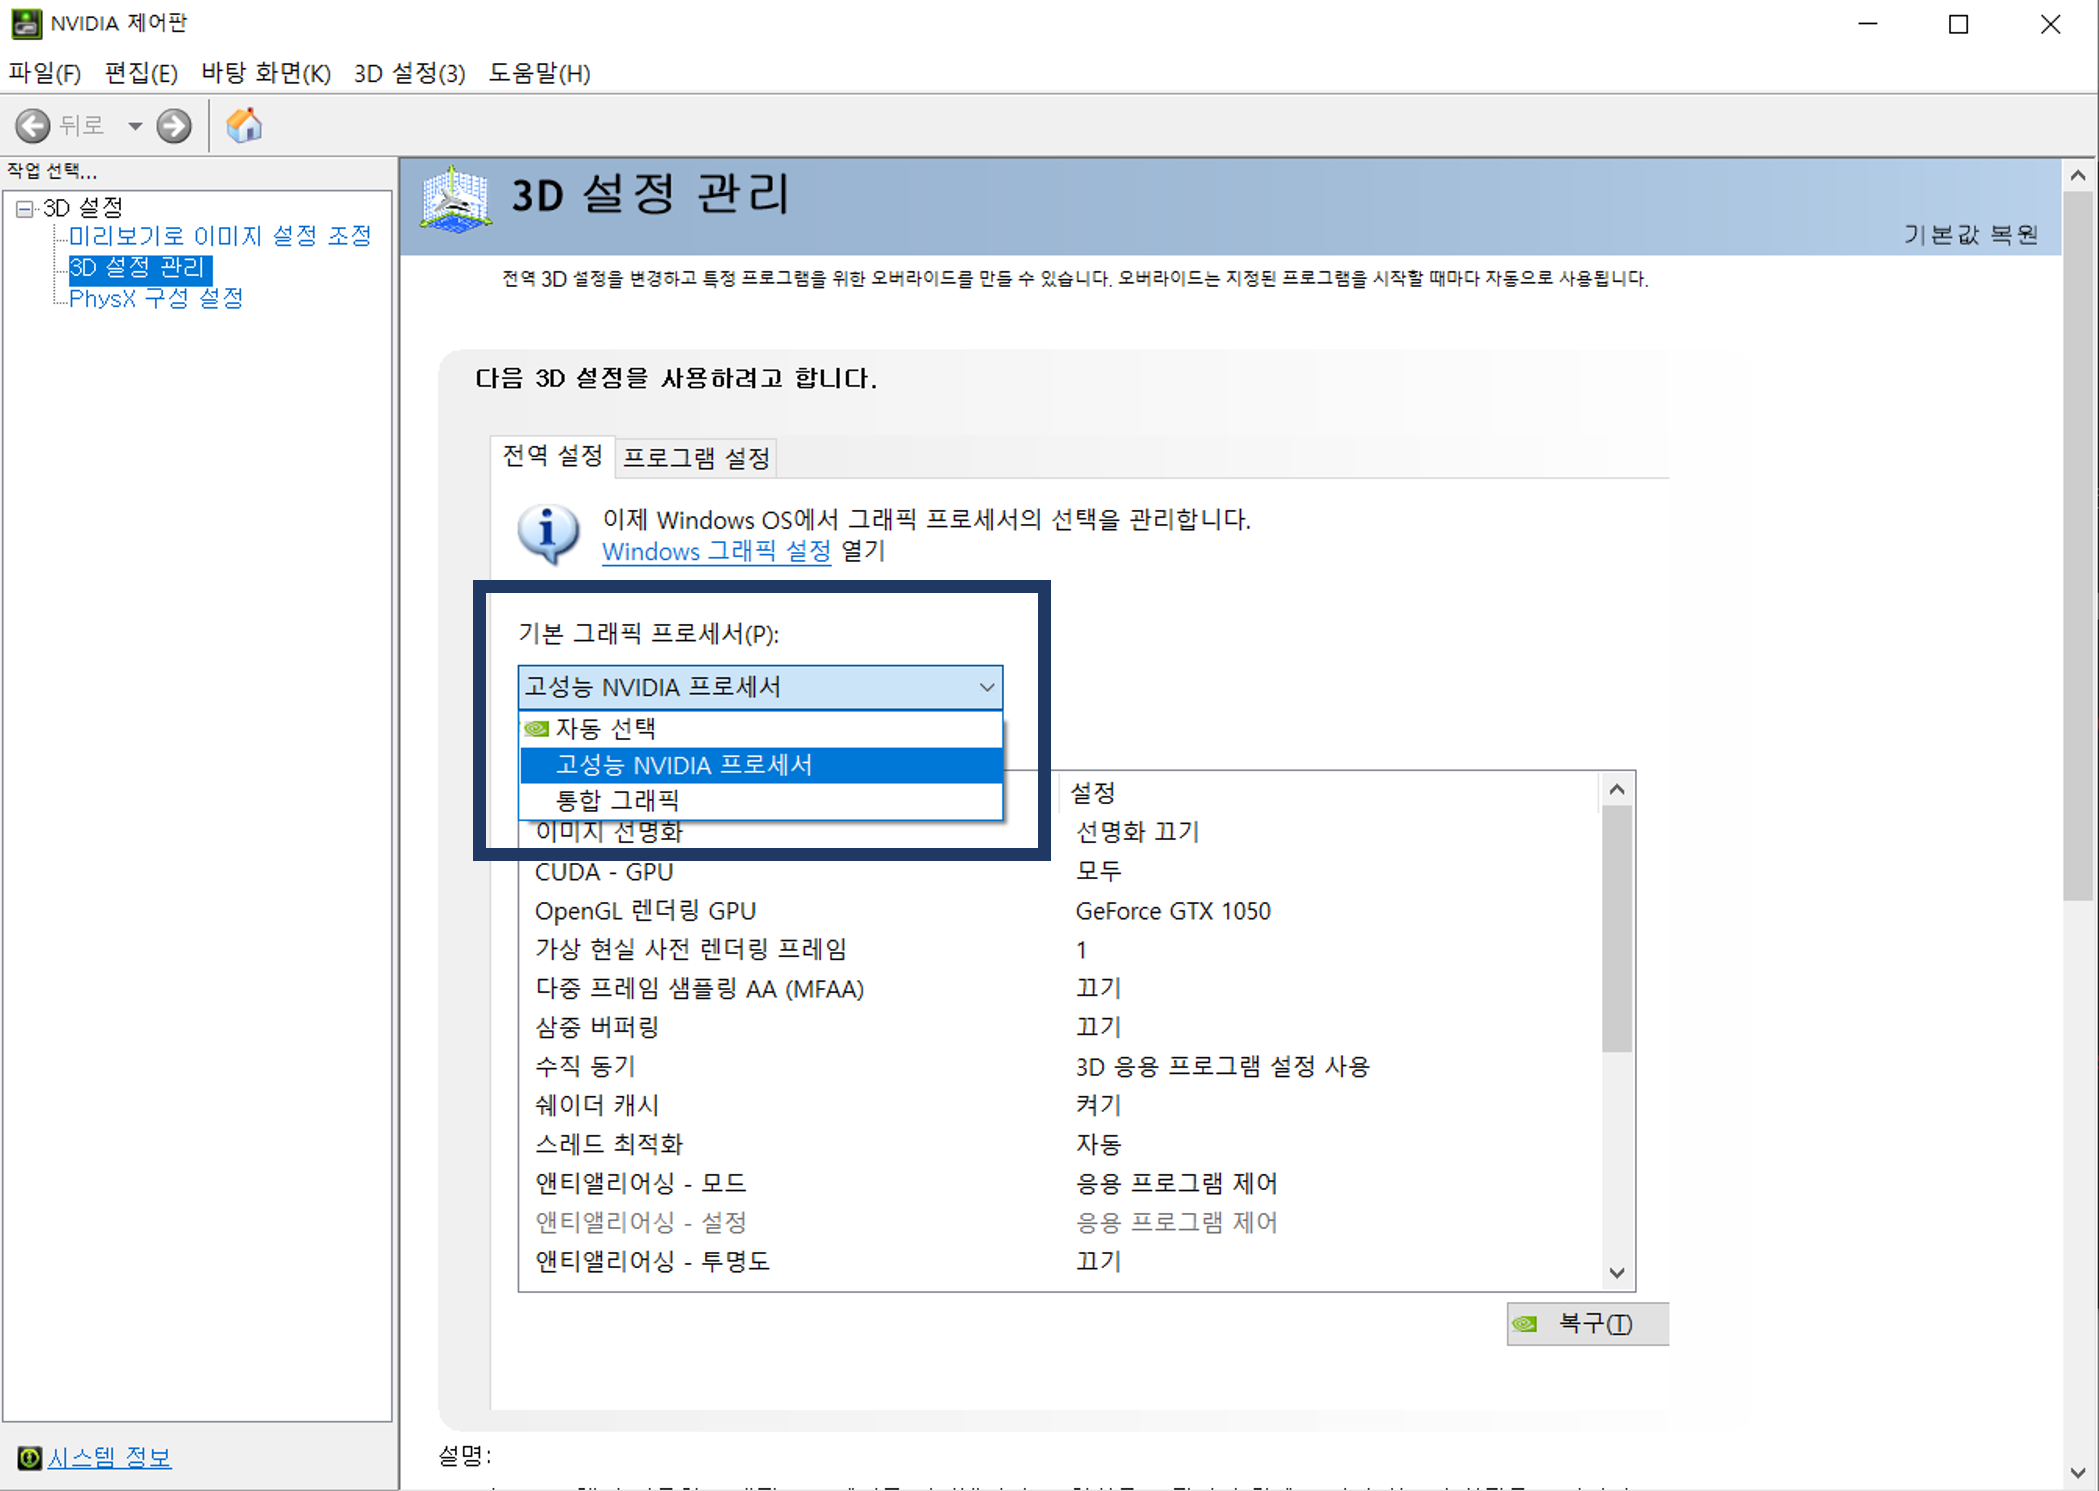 NVIDIA 제어판
파일(F) 편집(E) 바탕 화면(K) 3D 설정(3) 도움말(H)
뒤로
작업 선택...
3D 설정
미리보기로 이미지 설정 조정
3D 설정 관리
PhysX 구성 설정
시스템 정보
3D 설정 관리
기본값 복원
전역 3D 설정을 변경하고 특정 프로그램을 위한 오버라이드를 만들 수 있습니다. 오버라이드는 지정된 프로그램을 시작할 때마다 자동으로 사용됩니다.
다음 3D 설정을 사용하려고 합니다.
전역 설정 프로그램 설정
이제 Windows OS에서 그래픽 프로세서의 선택을 관리합니다.
Windows 그래픽 설정 열기
기본 그래픽 프로세서(P):
고성능 NVIDIA 프로세서
자동 선택
고성능 NVIDIA 프로세서
통합 그래픽
설정
이미지 선명화 선명화 끄기
CUDA - GPU 모두
OpenGL 렌더링 GPU GeForce GTX 1050
가상 현실 사전 렌더링 프레임 1
다중 프레임 샘플링 AA (MFAA) 끄기
삼중 버퍼링 끄기
수직 동기 3D 응용 프로그램 설정 사용
쉐이더 캐시 켜기
스레드 최적화 자동
앤티앨리어싱 - 모드 응용 프로그램 제어
앤티앨리어싱 - 설정 응용 프로그램 제어
앤티앨리어싱 - 투명도 끄기
복구(T)
설명: